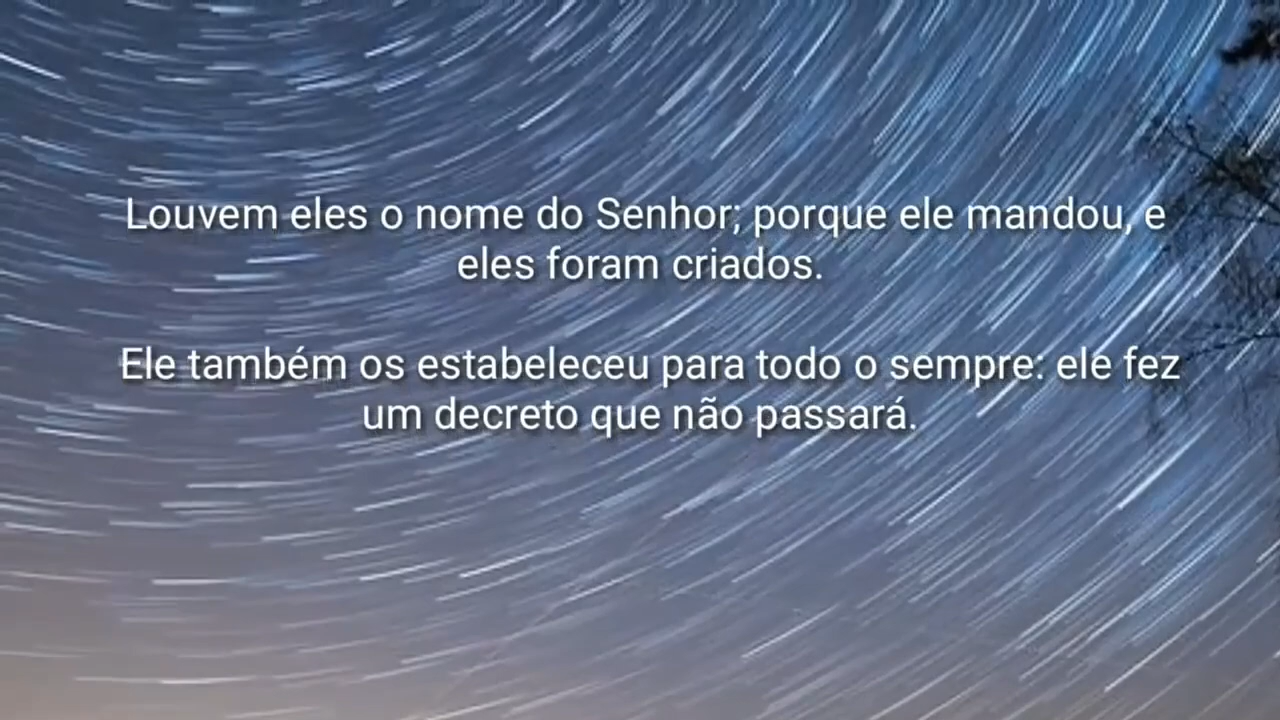 Louvem eles o nome do Senhor; porque ele mandou, e
eles foram criados.
Ele também os estabeleceu para todo o sempre: ele fez
um decreto que não passará.